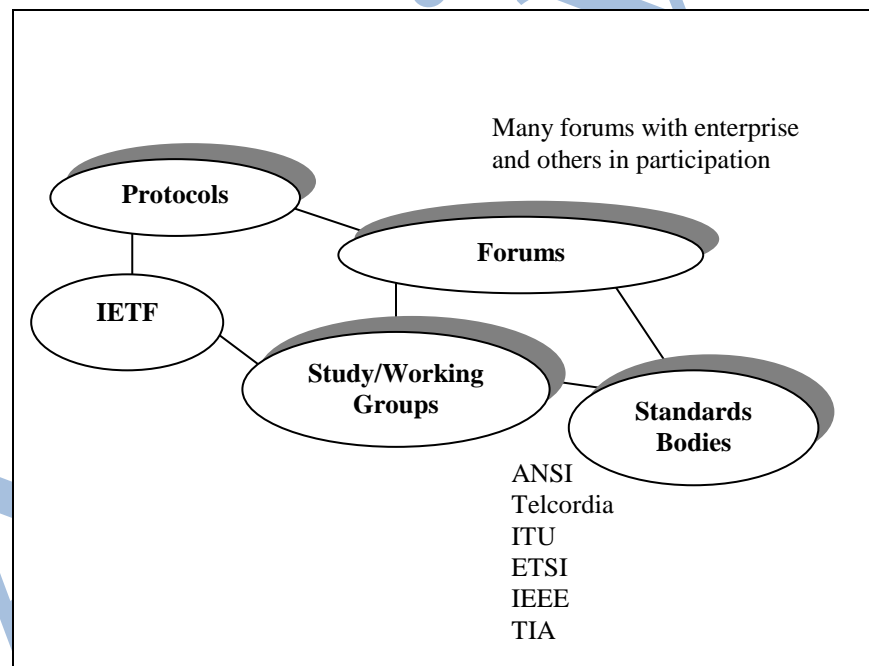 Many forums with enterprise
and others in participation
Protocols
Forums
IETF
Study/Working
Groups
Standards
Bodies
ANSI
Telcordia
ITU
ETSI
IEEE
TIA